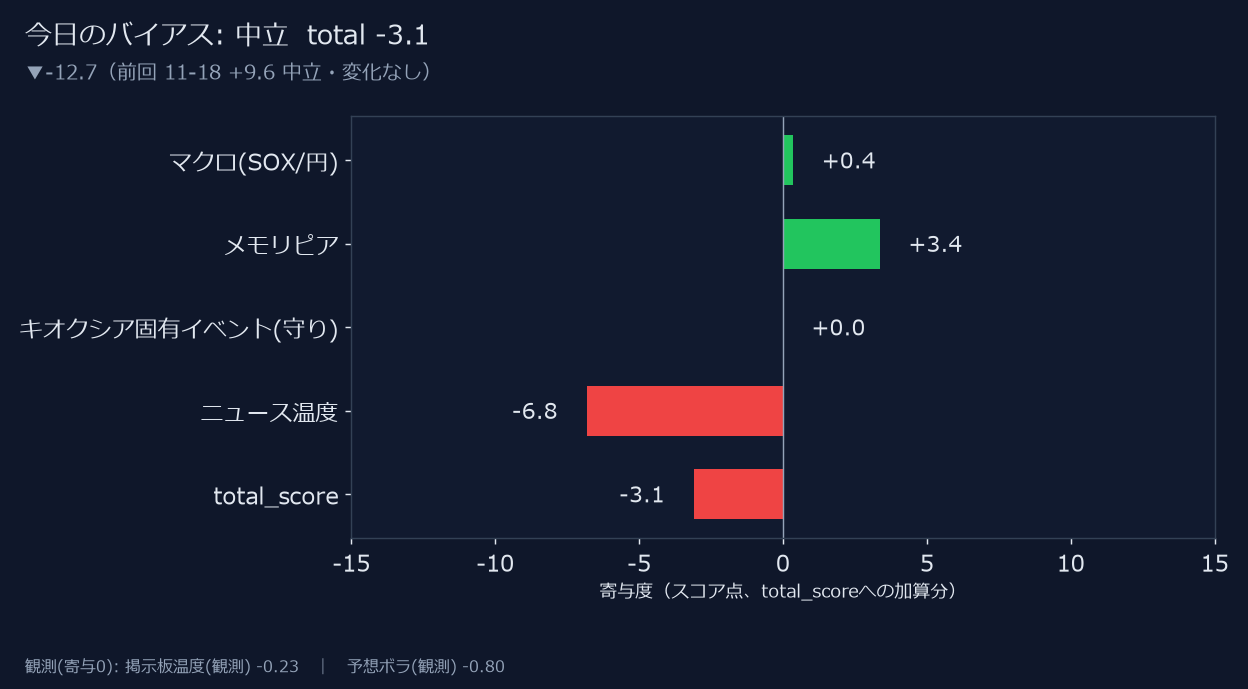 今日のバイアス: 中立  total -3.1
▼-12.7（前回 11-18 +9.6 中立・変化なし）
マクロ(SOX/円) +0.4
メモリピア +3.4
キオクシア固有イベント(守り) +0.0
ニュース温度 -6.8
total_score -3.1
-15 -10 -5 0 5 10 15
寄与度（スコア点、total_scoreへの加算分）
観測(寄与0): 掲示板温度(観測) -0.23 ｜ 予想ボラ(観測) -0.80